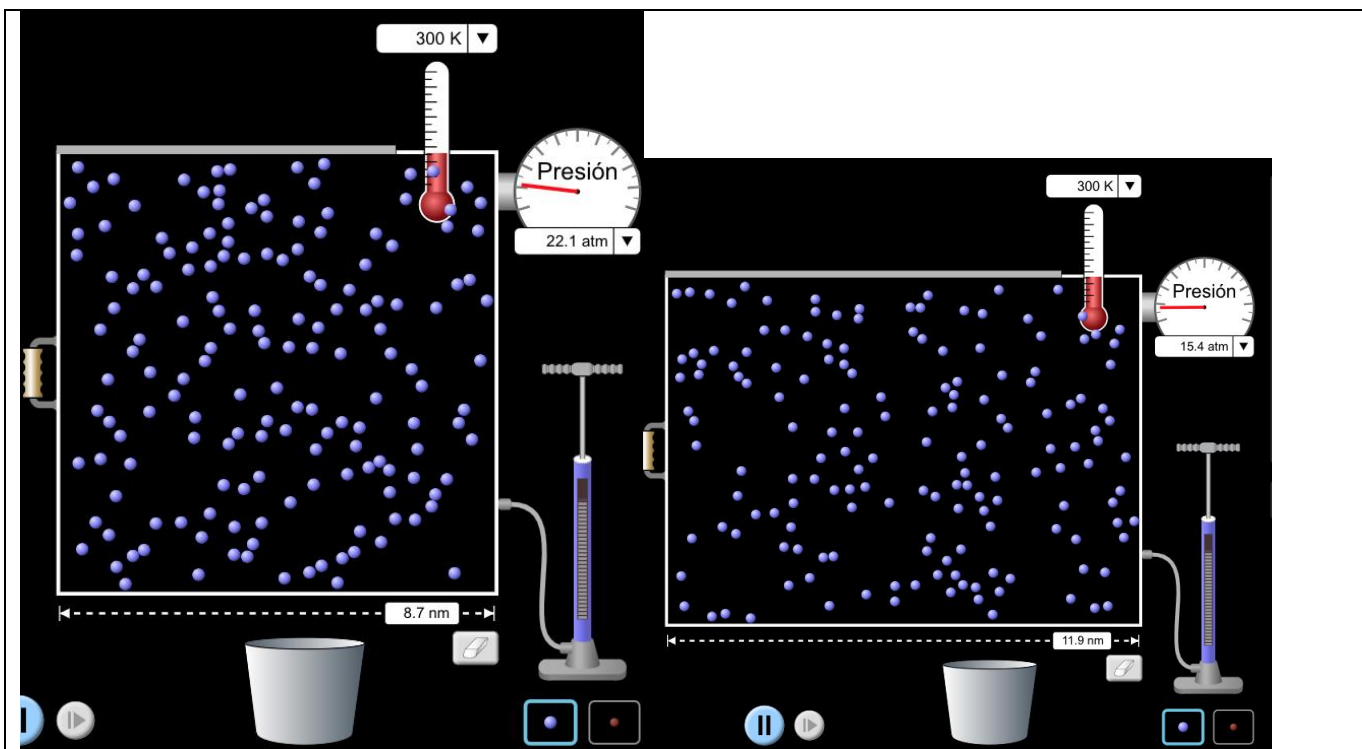 300 K
Presión
22.1 atm
8.7 nm
300 K
Presión
15.4 atm
11.9 nm